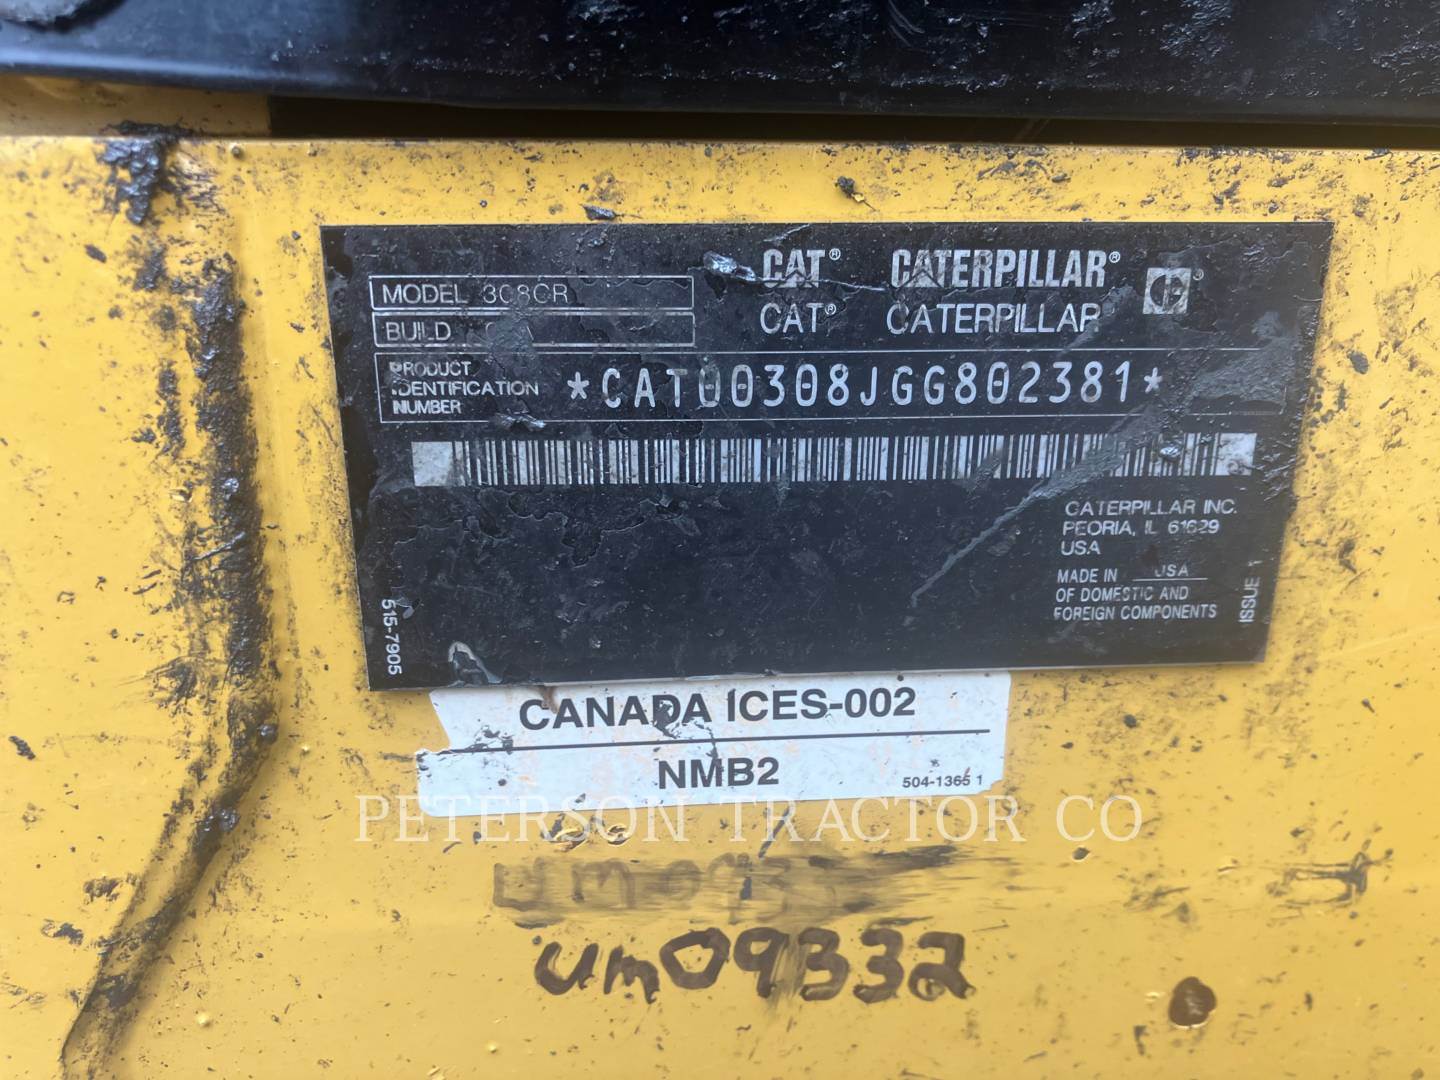 CAT® CATERPILLAR®
CAT® CATERPILLAR
MODEL 308CR
BUILD
PRODUCT IDENTIFICATION NUMBER
*CAT00308JGG802381*
CATERPILLAR INC.
PEORIA, IL 61629
USA
MADE IN USA
OF DOMESTIC AND
FOREIGN COMPONENTS
ISSUE 1
515-7905
CANADA ICES-002
NMB2
504-1365 1
PETERSON TRACTOR CO
um09332